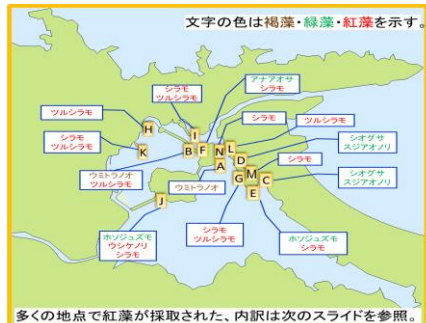 文字の色は褐藻・緑藻・紅藻を示す。
シラモ
ツルシラモ
アナアオサ
シラモ
ツルシラモ
シラモ
ツルシラモ
シラモ
ツルシラモ
シオグサ
スジアオノリ
H
I
K
B
F
N
L
A
D
G
M
C
E
J
ウミトラノオ
ツルシラモ
ウミトラノオ
シラモ
シオグサ
スジアオノリ
ホソジュズモ
ウシケノリ
シラモ
シラモ
ツルシラモ
ホソジュズモ
シラモ
多くの地点で紅藻が採取された、内訳は次のスライドを参照。